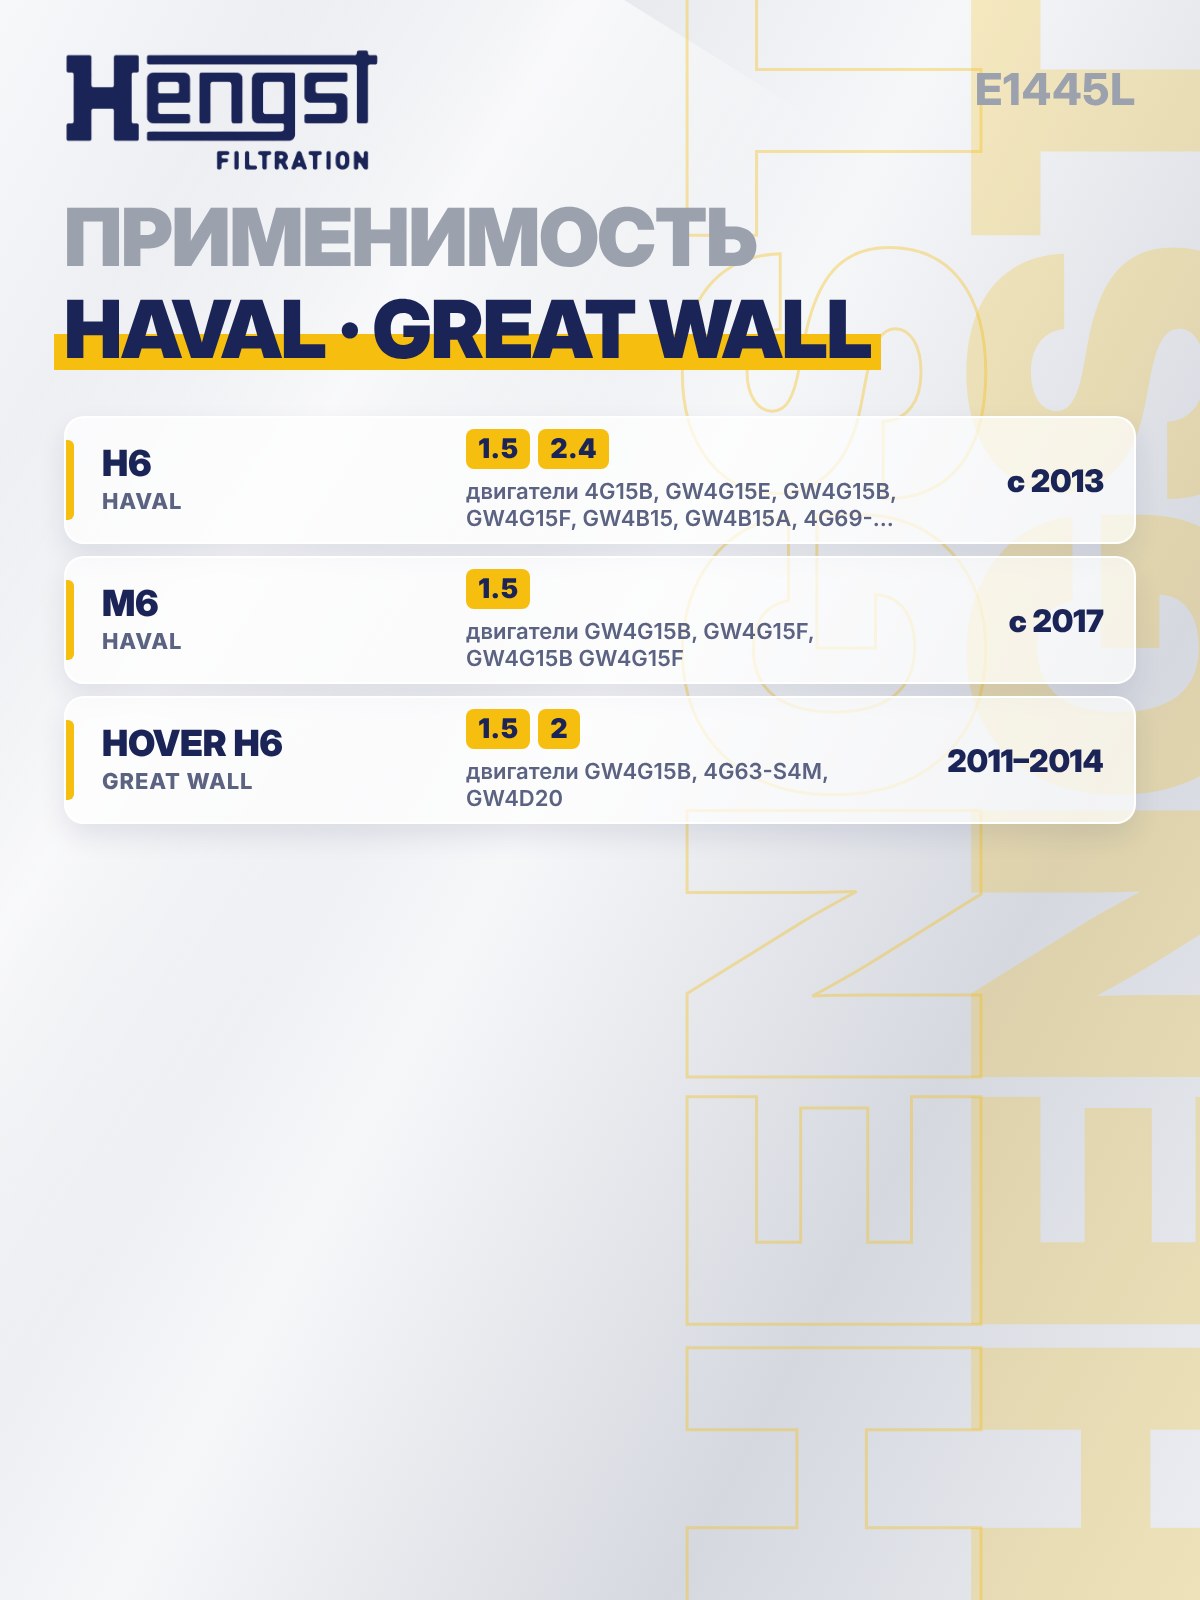 Hengst
FILTRATION
E1445L
ПРИМЕНИМОСТЬ
HAVAL · GREAT WALL
H6
HAVAL
1.5 2.4
двигатели 4G15B, GW4G15E, GW4G15B,
GW4G15F, GW4B15, GW4B15A, 4G69-...
с 2013
M6
HAVAL
1.5
двигатели GW4G15B, GW4G15F,
GW4G15B GW4G15F
с 2017
HOVER H6
GREAT WALL
1.5 2
двигатели GW4G15B, 4G63-S4M,
GW4D20
2011–2014
HENGST
HENGST